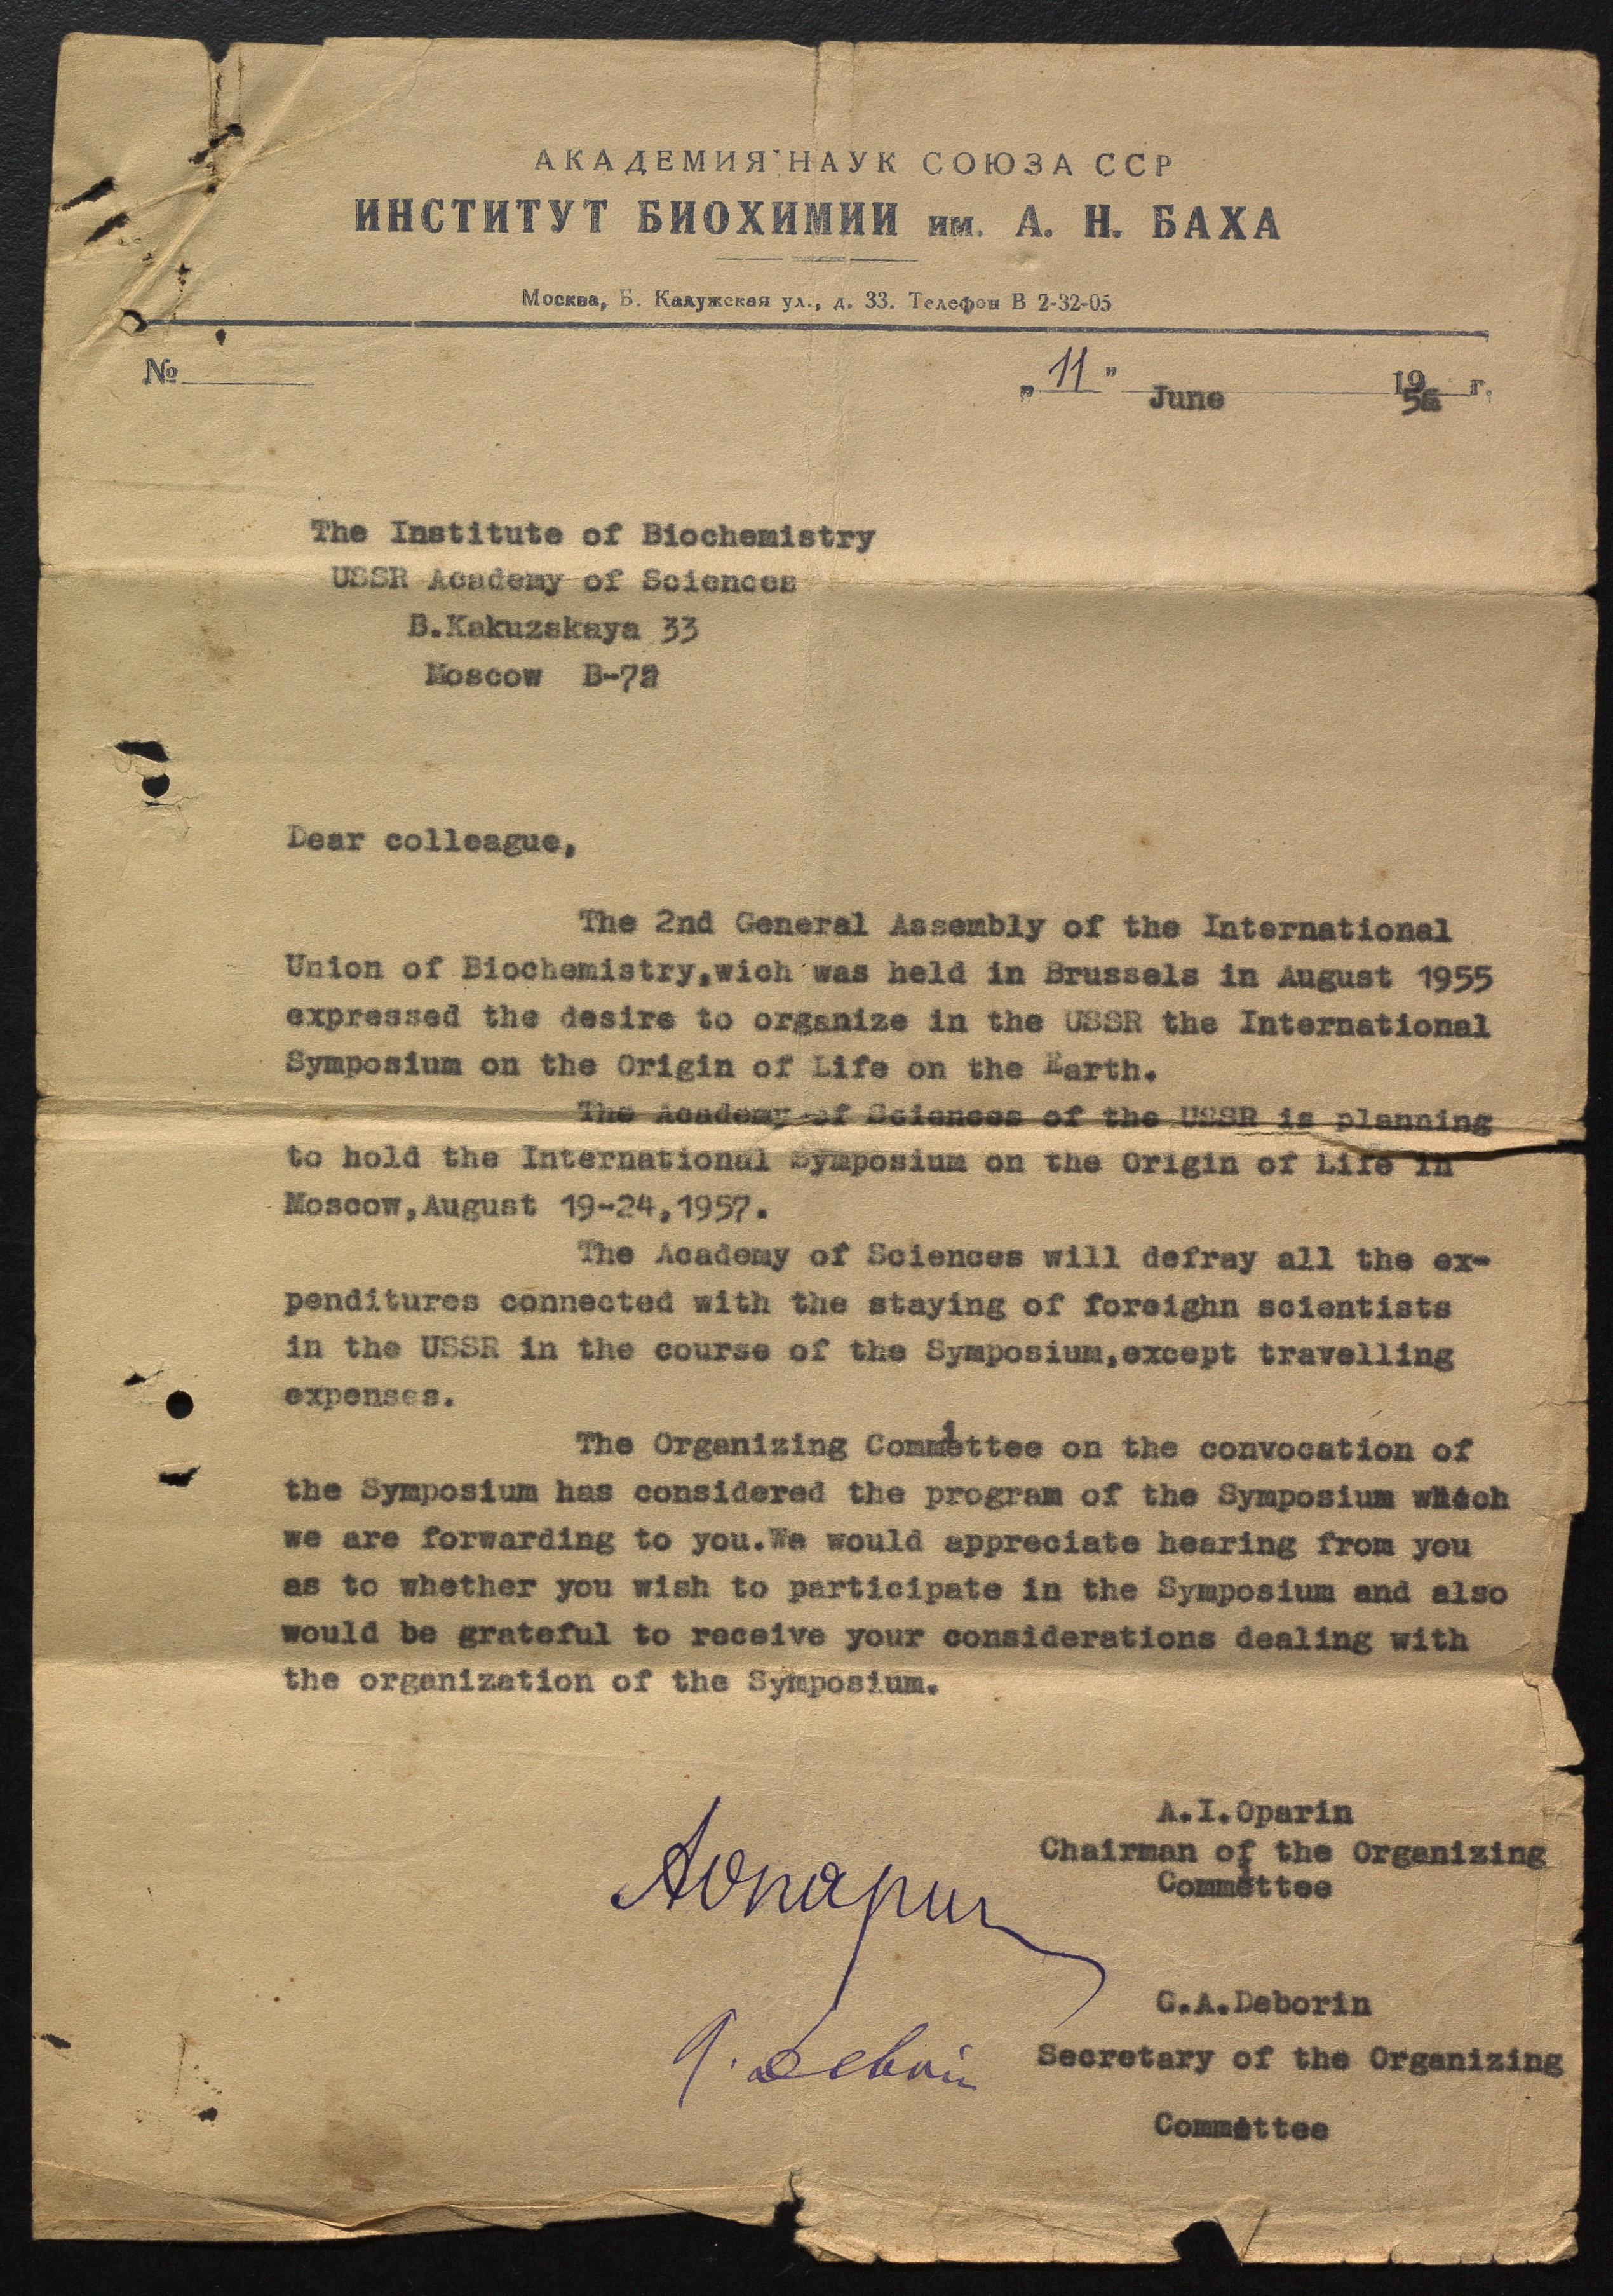 АКАДЕМИЯ НАУК СОЮЗА ССР
ИНСТИТУТ БИОХИМИИ им. А. Н. БАХА
Москва, Б. Калужская ул., д. 33. Телефон В 2-32-05
№
„ 11 " June 195 г.
The Institute of Biochemistry
USSR Academy of Sciences
B.Kakuzskaya 33
Moscow B-7
Dear colleague,
The 2nd General Assembly of the International
Union of Biochemistry,wich was held in Brussels in August 1955
expressed the desire to organize in the USSR the International
Symposium on the Origin of Life on the Earth.
The Academy of Sciences of the USSR is planning
to hold the International Symposium on the Origin of Life in
Moscow,August 19-24,1957.
The Academy of Sciences will defray all the ex-
penditures connected with the staying of foreighn scientists
in the USSR in the course of the Symposium,except travelling
expenses.
The Organizing Committee on the convocation of
the Symposium has considered the program of the Symposium which
we are forwarding to you.We would appreciate hearing from you
as to whether you wish to participate in the Symposium and also
would be grateful to receive your considerations dealing with
the organization of the Symposium.
A.I.Oparin
Chairman of the Organizing
Committee
АОпарин
G.A.Deborin
G. Deborin
Secretary of the Organizing
Committee